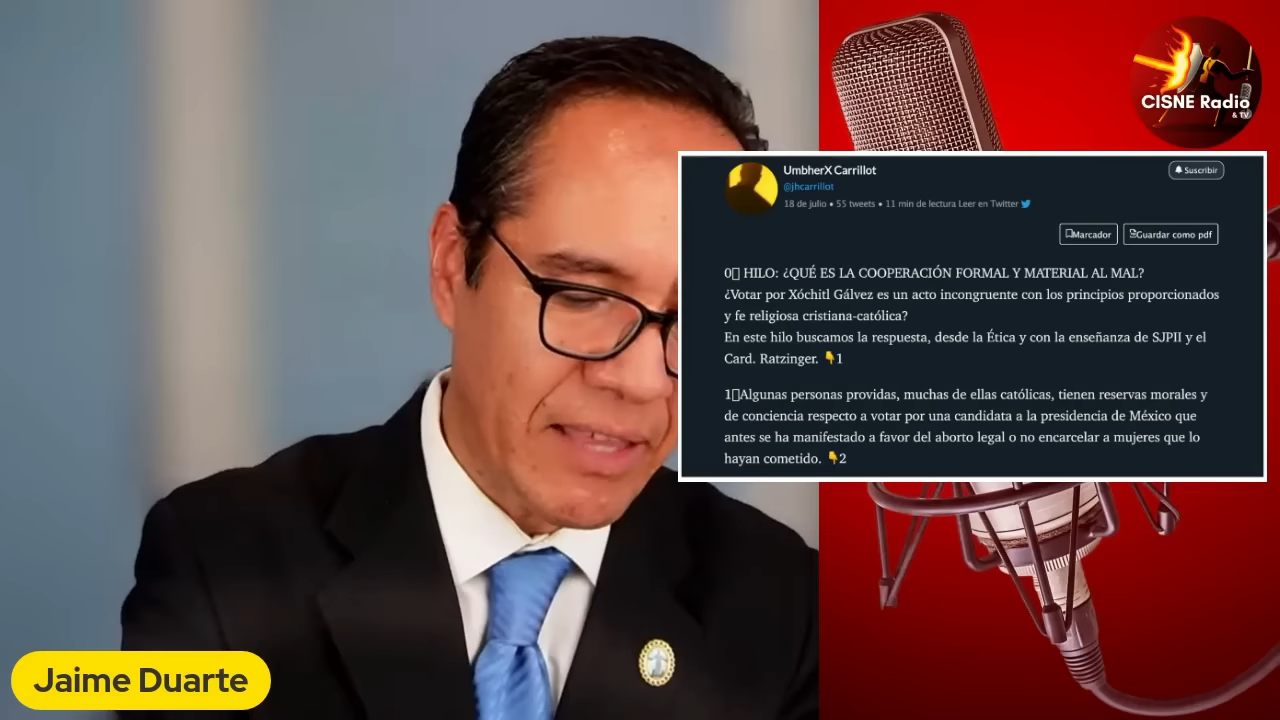 CISNE Radio
& TV
UmbherX Carrillot
@jhcarrillot
Suscribir
18 de julio • 55 tweets • 11 min de lectura Leer en Twitter
Marcador
Guardar como pdf
0 HILO: ¿QUÉ ES LA COOPERACIÓN FORMAL Y MATERIAL AL MAL?
¿Votar por Xóchitl Gálvez es un acto incongruente con los principios proporcionados
y fe religiosa cristiana-católica?
En este hilo buscamos la respuesta, desde la Ética y con la enseñanza de SJPII y el
Card. Ratzinger. 👇1
1 Algunas personas providas, muchas de ellas católicas, tienen reservas morales y
de conciencia respecto a votar por una candidata a la presidencia de México que
antes se ha manifestado a favor del aborto legal o no encarcelar a mujeres que lo
hayan cometido. 👇2
Jaime Duarte